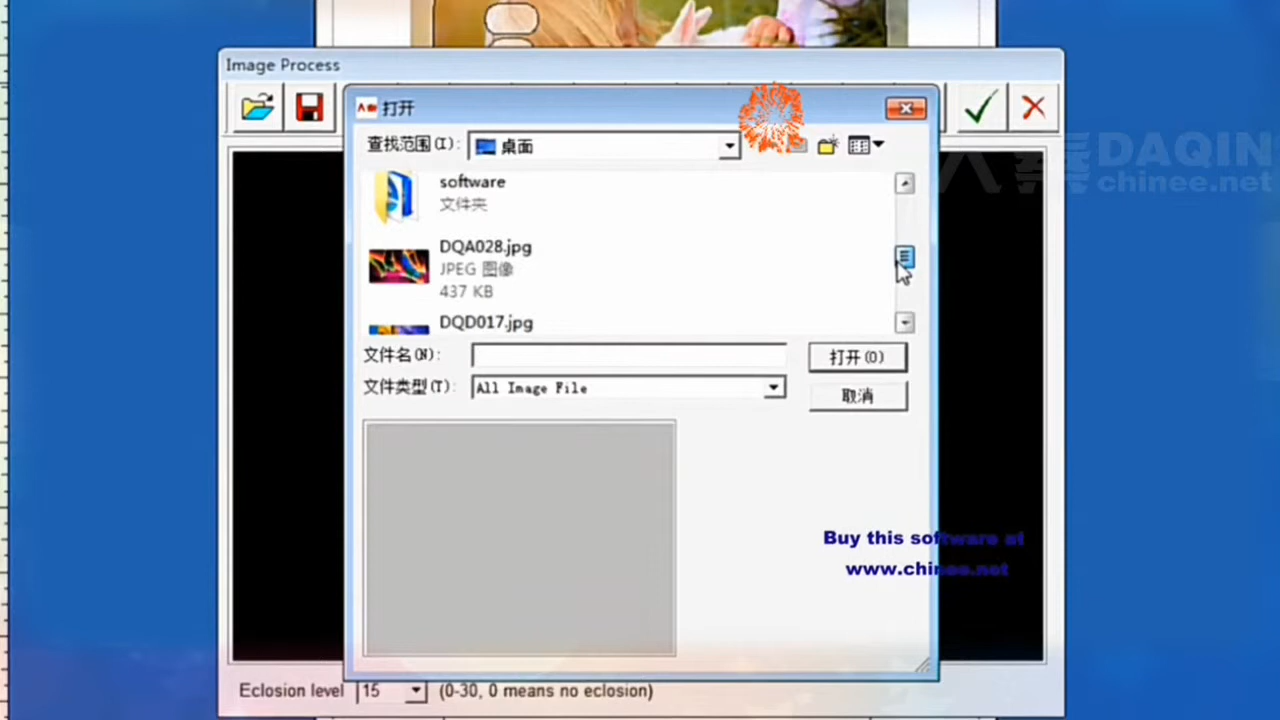 Image Process
打开
查找范围(I):
桌面
大秦 DAQIN
chinee.net
software
文件夹
DQA028.jpg
JPEG 图像
437 KB
DQD017.jpg
文件名(N):
打开(O)
文件类型(T):
All Image File
取消
Buy this software at
www.chinee.net
Eclosion level
15
(0-30, 0 means no eclosion)